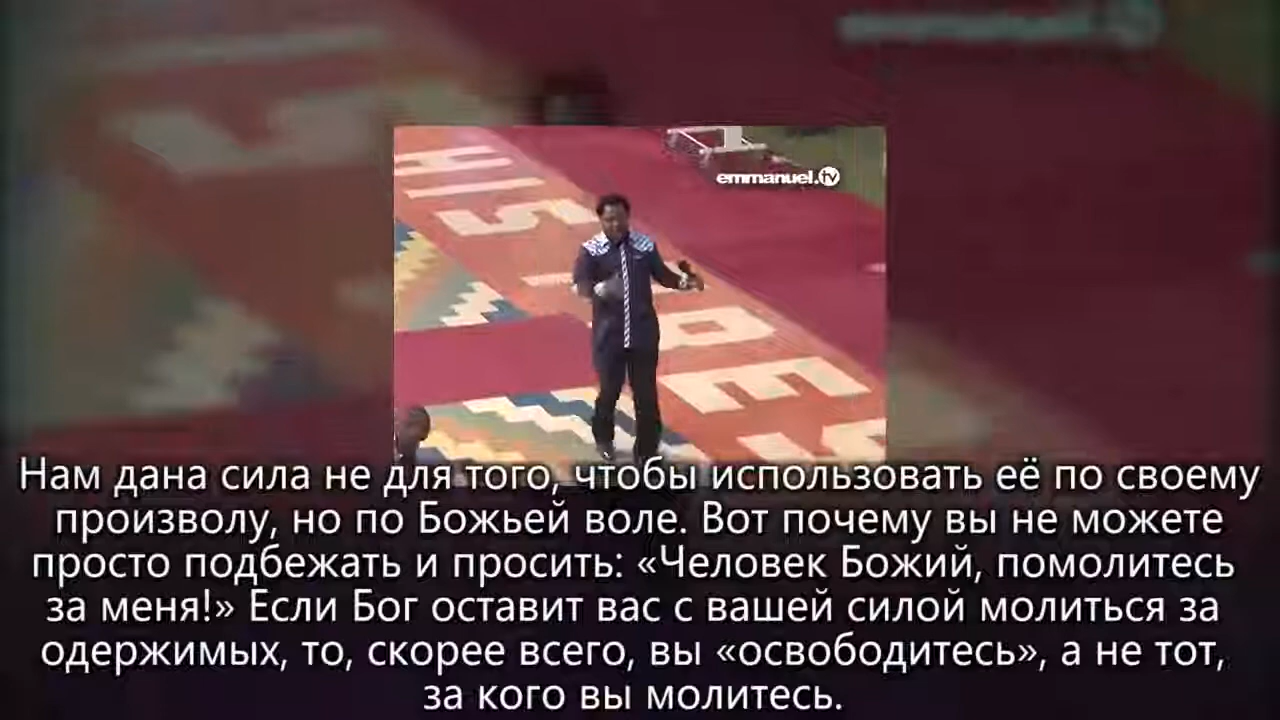 emmanuel.tv
HIS
Нам дана сила не для того, чтобы использовать её по своему
произволу, но по Божьей воле. Вот почему вы не можете
просто подбежать и просить: «Человек Божий, помолитесь
за меня!» Если Бог оставит вас с вашей силой молиться за
одержимых, то, скорее всего, вы «освободитесь», а не тот,
за кого вы молитесь.